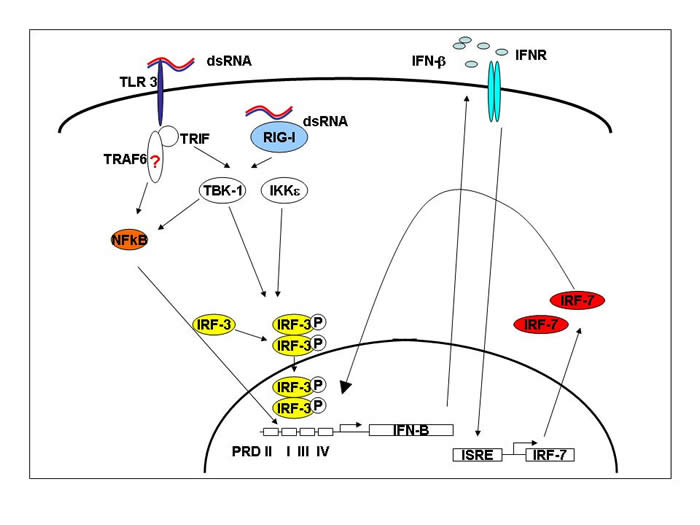 dsRNA
IFN-β
IFNR
TLR 3
dsRNA
TRIF
RIG-I
TRAF6
?
TBK-1
IKKε
NFkB
IRF-7
IRF-7
IRF-3
IRF-3 P
IRF-3 P
IRF-3 P
IRF-3 P
IFN-B
PRD II I III IV
ISRE
IRF-7